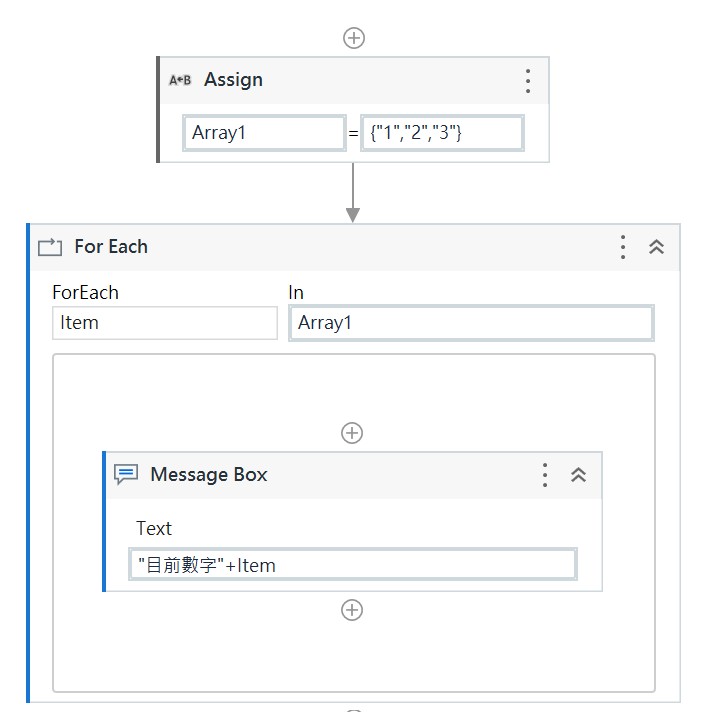 A←B Assign
Array1 = {"1","2","3"}
For Each
ForEach In
Item Array1
Message Box
Text
"目前數字"+Item